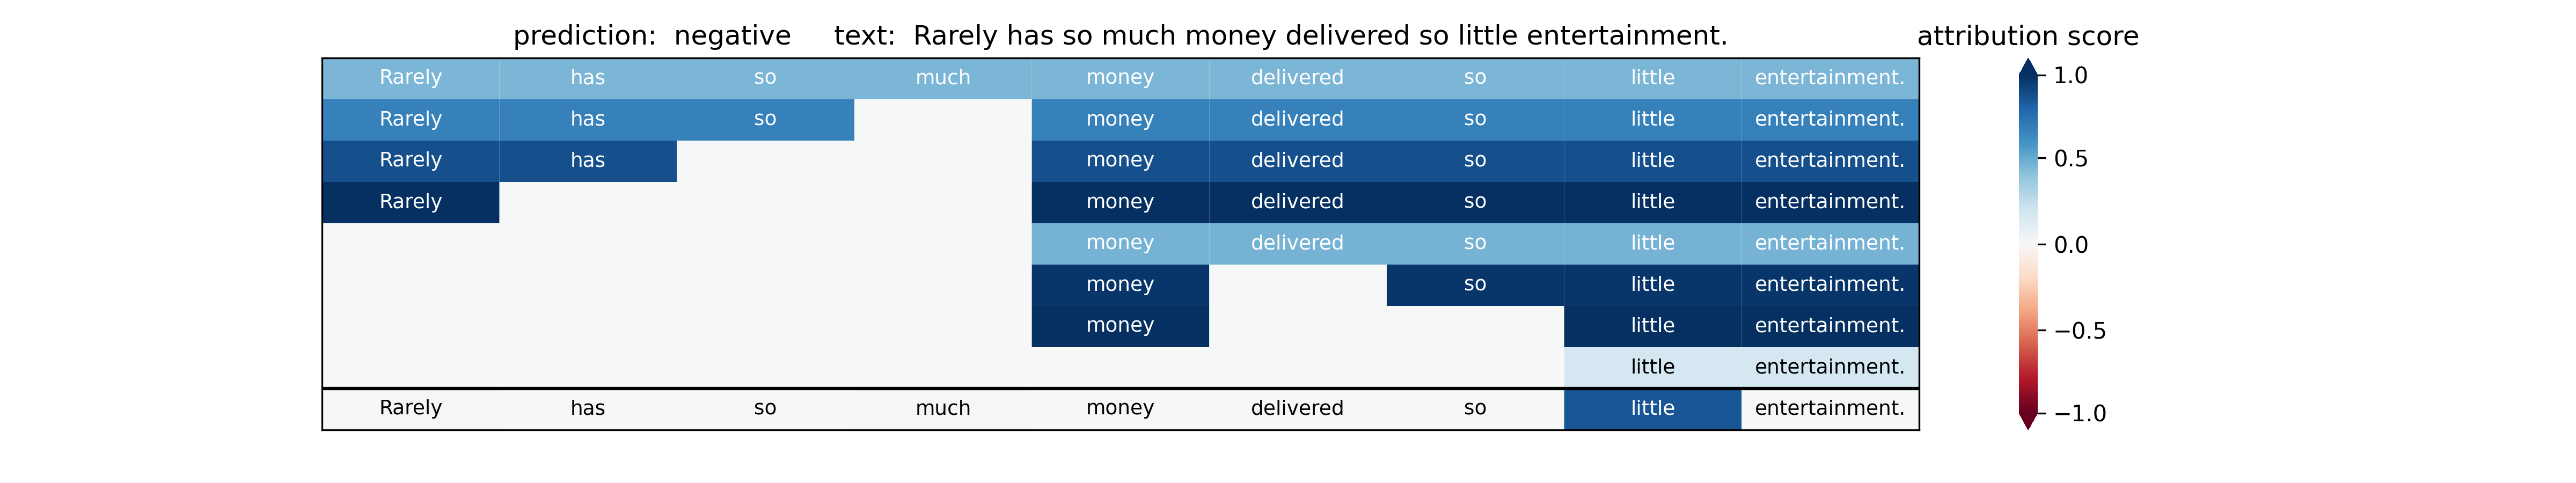 prediction: negative text: Rarely has so much money delivered so little entertainment. attribution score
Rarely has so much money delivered so little entertainment.
Rarely has so money delivered so little entertainment.
Rarely has money delivered so little entertainment.
Rarely money delivered so little entertainment.
money delivered so little entertainment.
money so little entertainment.
money little entertainment.
little entertainment.
Rarely has so much money delivered so little entertainment.
1.0
0.5
0.0
−0.5
−1.0